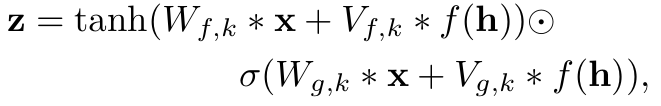 z = tanh(W_{f,k} ∗ x + V_{f,k} ∗ f(h))⊙
σ(W_{g,k} ∗ x + V_{g,k} ∗ f(h)),